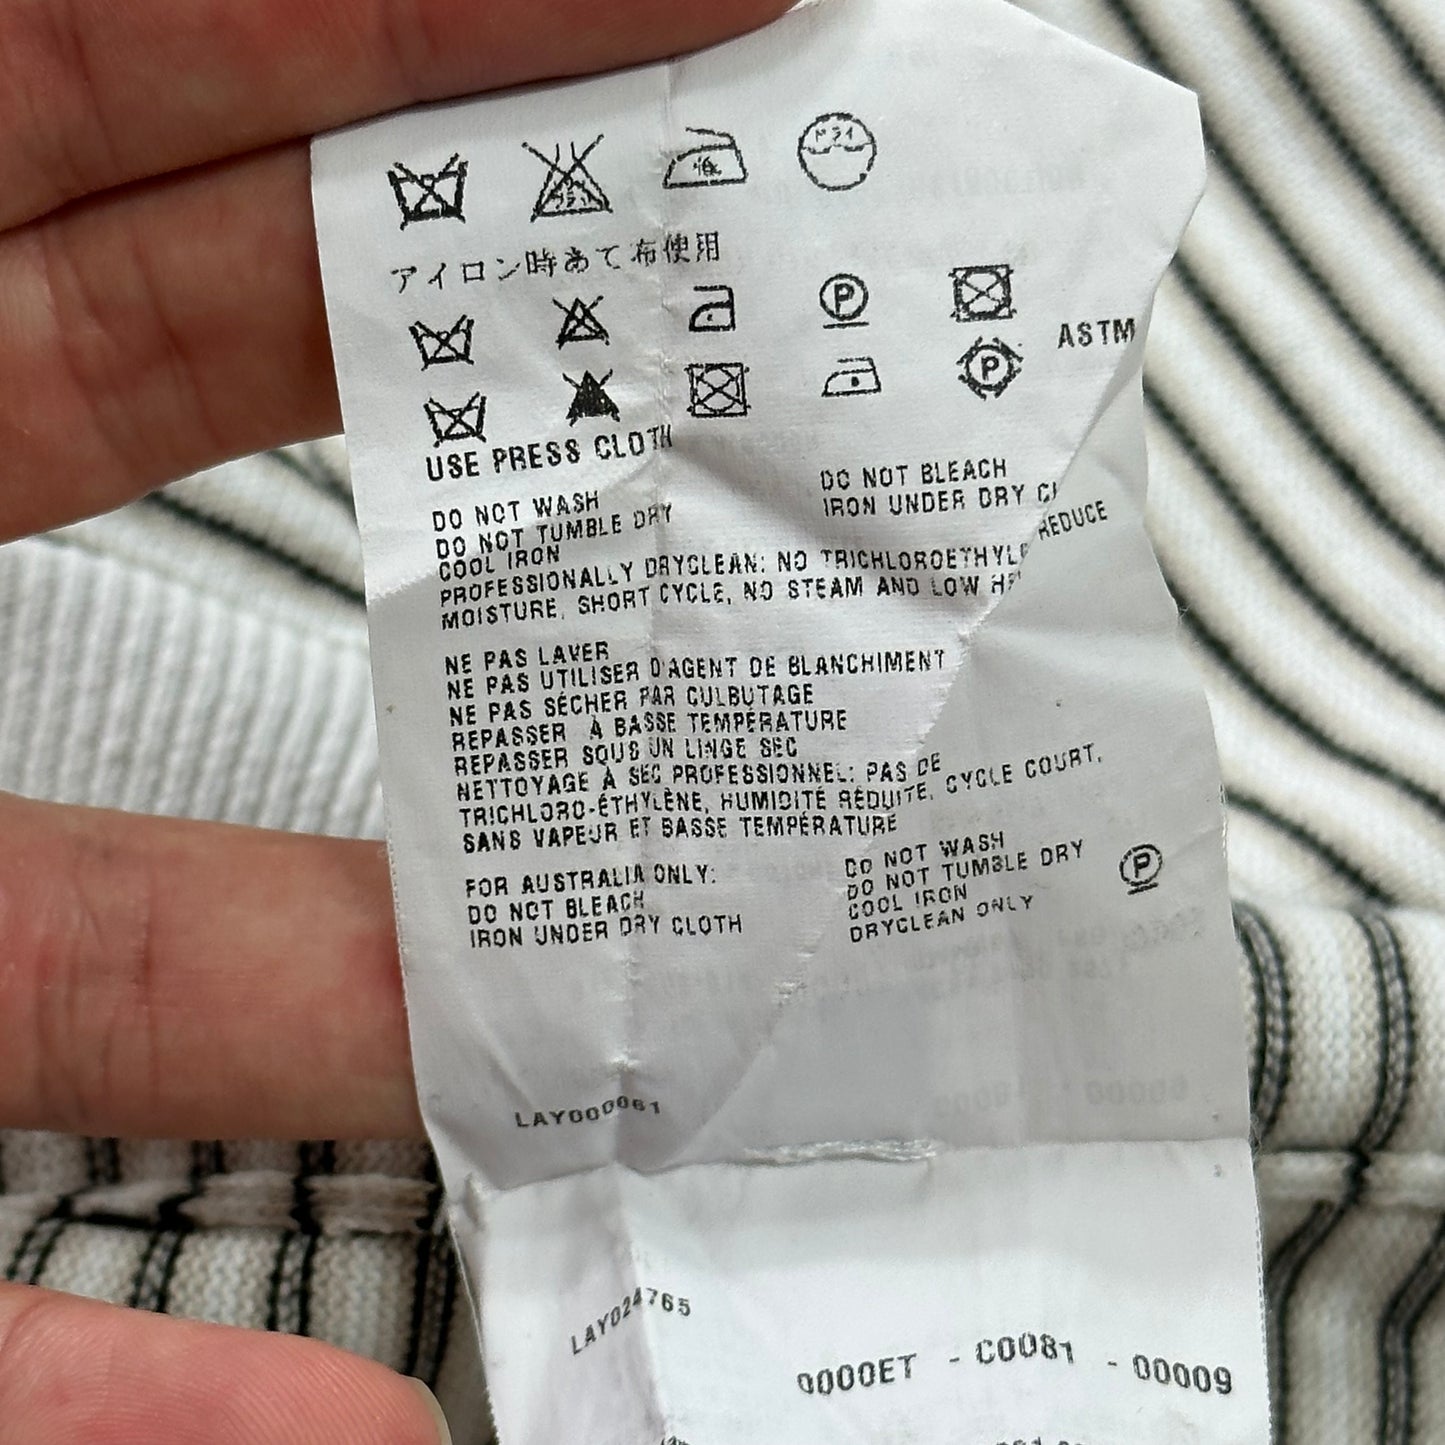 ドライ
低
アイロン時あて布使用
P
ASTM
P
USE PRESS CLOTH
DO NOT WASH
DO NOT TUMBLE DRY
COOL IRON
DO NOT BLEACH
IRON UNDER DRY
PROFESSIONALLY DRYCLEAN: NO REDUCE
MOISTURE, SHORT CYCLE, NO STEAM AND LOW
NE PAS LAVER
NE PAS UTILISER D'AGENT DE BLANCHIMENT
NE PAS SÉCHER PAR CULBUTAGE
REPASSER À BASSE TEMPÉRATURE
REPASSER SOUS UN LINGE SEC
NETTOYAGE À SEC PROFESSIONNEL: PAS DE
TRICHLORO-ÉTHYLÈNE, HUMIDITÉ RÉDUITE, CYCLE COURT,
SANS VAPEUR ET BASSE TEMPÉRATURE
FOR AUSTRALIA ONLY:
DO NOT BLEACH
IRON UNDER DRY CLOTH
DO NOT WASH
DO NOT TUMBLE DRY
COOL IRON
DRYCLEAN ONLY
P
LAY000061
LAY024765
0000ET - C0081 - 00009